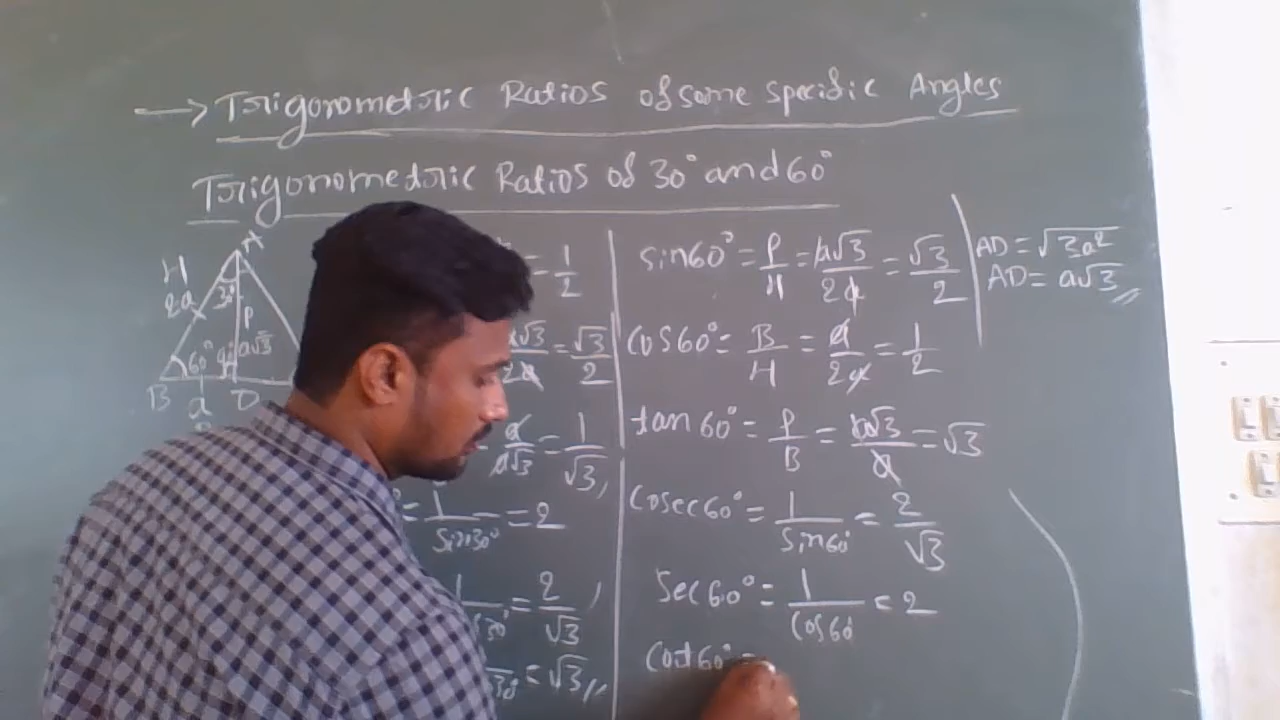 → Trigonometric Ratios of some specific Angles
Trigonometric Ratios of 30° and 60°
A
H
2a
30°
P
a√3
60°
B
a
D
= 1/2
a√3/2a = √3/2
= a/a√3 = 1/√3
= 1/sin30° = 2
1/ = 2/√3
= √3
sin60° = P/H = a√3/2a = √3/2
cos60° = B/H = a/2a = 1/2
tan60° = P/B = a√3/a = √3
cosec60° = 1/sin60° = 2/√3
sec60° = 1/cos60 = 2
cot60° =
AD = √3a²
AD = a√3